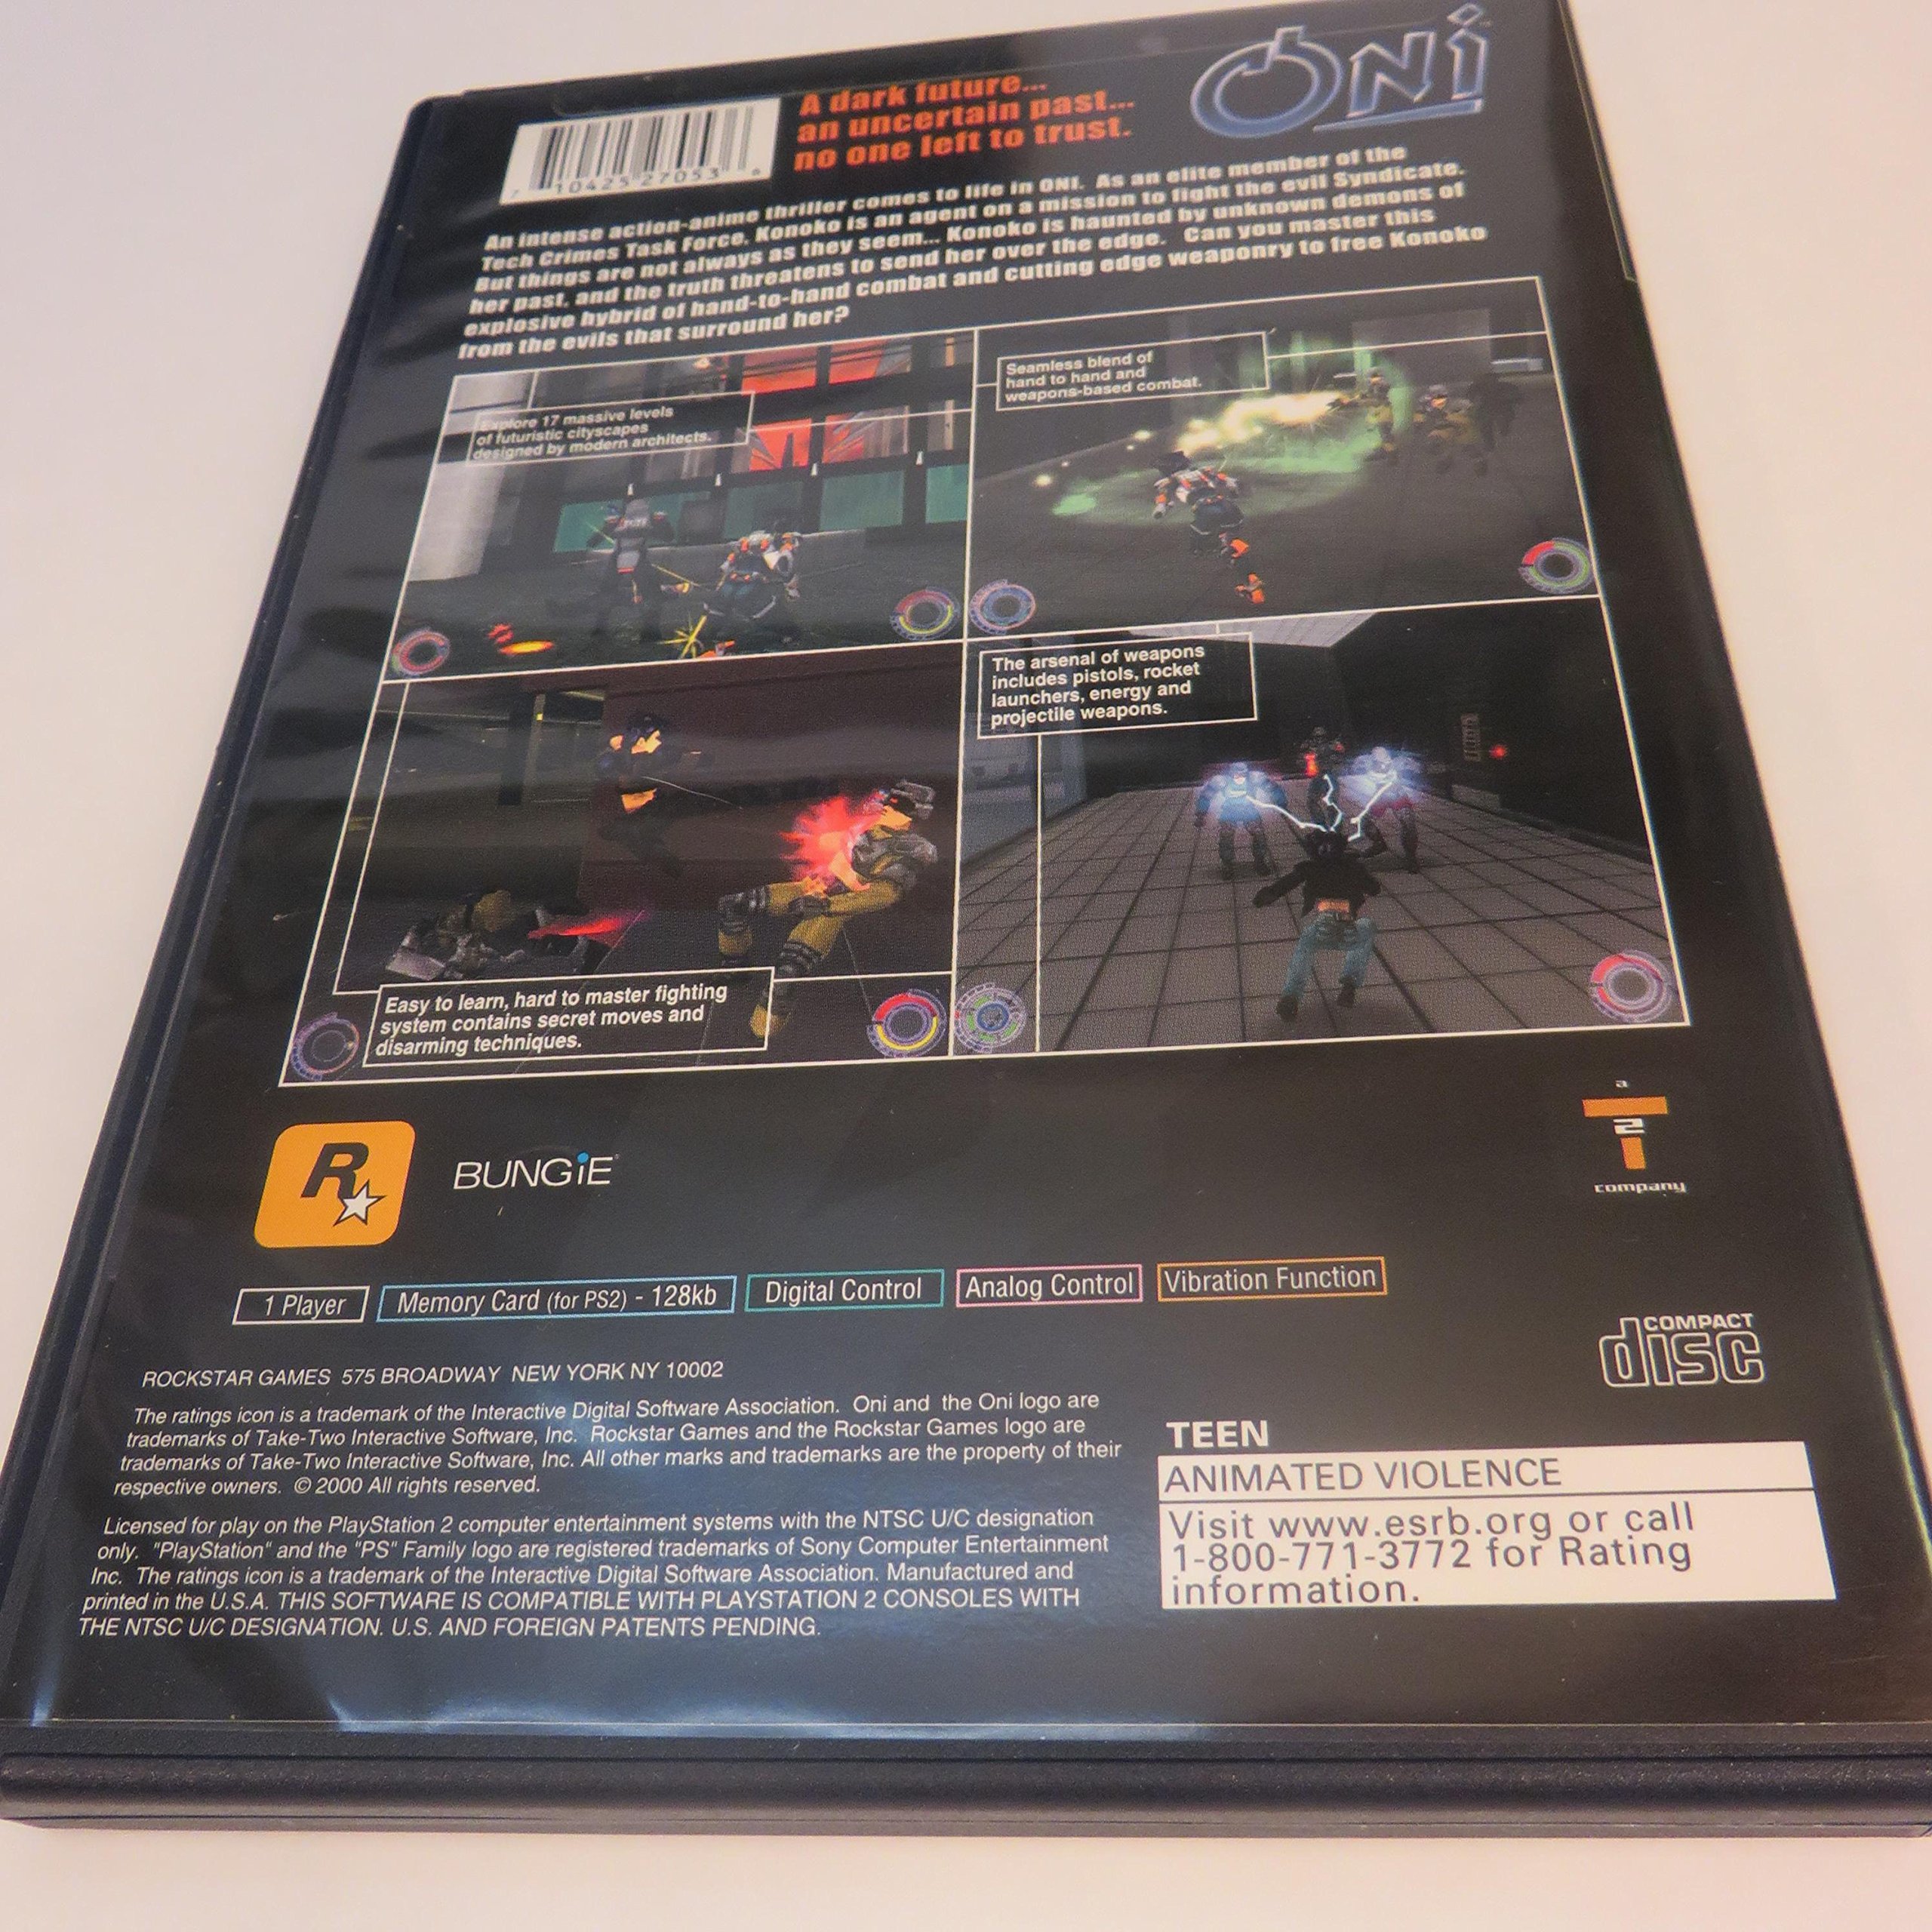 A dark future...
an uncertain past...
no one left to trust.
ONi
7 10425 27053 6
An intense action-anime thriller comes to life in ONI. As an elite member of the
Tech Crimes Task Force, Konoko is an agent on a mission to fight the evil Syndicate.
But things are not always as they seem... Konoko is haunted by unknown demons of
her past, and the truth threatens to send her over the edge. Can you master this
explosive hybrid of hand-to-hand combat and cutting edge weaponry to free Konoko
from the evils that surround her?
Explore 17 massive levels
of futuristic cityscapes
designed by modern architects.
Seamless blend of
hand to hand and
weapons-based combat.
The arsenal of weapons
includes pistols, rocket
launchers, energy and
projectile weapons.
Easy to learn, hard to master fighting
system contains secret moves and
disarming techniques.
R
BUNGiE
a
T2
company
1 Player
Memory Card (for PS2) - 128kb
Digital Control
Analog Control
Vibration Function
COMPACT
disc
ROCKSTAR GAMES 575 BROADWAY NEW YORK NY 10002
The ratings icon is a trademark of the Interactive Digital Software Association. Oni and the Oni logo are
trademarks of Take-Two Interactive Software, Inc. Rockstar Games and the Rockstar Games logo are
trademarks of Take-Two Interactive Software, Inc. All other marks and trademarks are the property of their
respective owners. © 2000 All rights reserved.
Licensed for play on the PlayStation 2 computer entertainment systems with the NTSC U/C designation
only. "PlayStation" and the "PS" Family logo are registered trademarks of Sony Computer Entertainment
Inc. The ratings icon is a trademark of the Interactive Digital Software Association. Manufactured and
printed in the U.S.A. THIS SOFTWARE IS COMPATIBLE WITH PLAYSTATION 2 CONSOLES WITH
THE NTSC U/C DESIGNATION. U.S. AND FOREIGN PATENTS PENDING.
TEEN
ANIMATED VIOLENCE
Visit www.esrb.org or call
1-800-771-3772 for Rating
information.